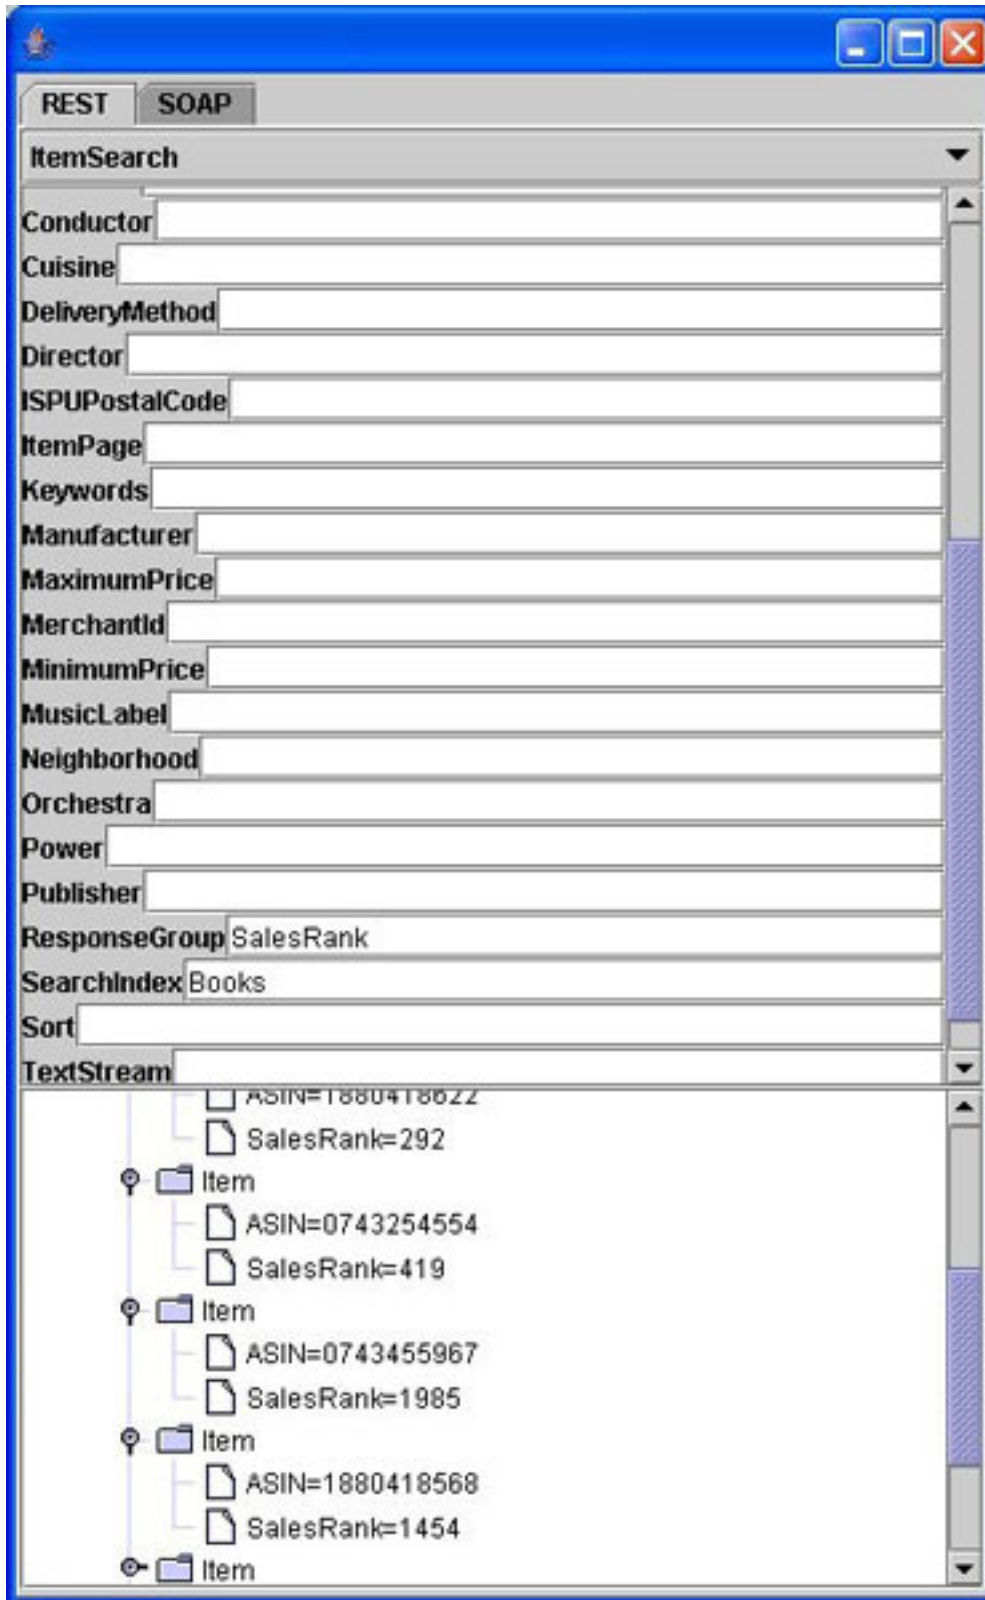 REST SOAP
ItemSearch
Conductor
Cuisine
DeliveryMethod
Director
ISPUPostalCode
ItemPage
Keywords
Manufacturer
MaximumPrice
MerchantId
MinimumPrice
MusicLabel
Neighborhood
Orchestra
Power
Publisher
ResponseGroup SalesRank
SearchIndex Books
Sort
TextStream
ASIN=1880418622
SalesRank=292
Item
ASIN=0743254554
SalesRank=419
Item
ASIN=0743455967
SalesRank=1985
Item
ASIN=1880418568
SalesRank=1454
Item